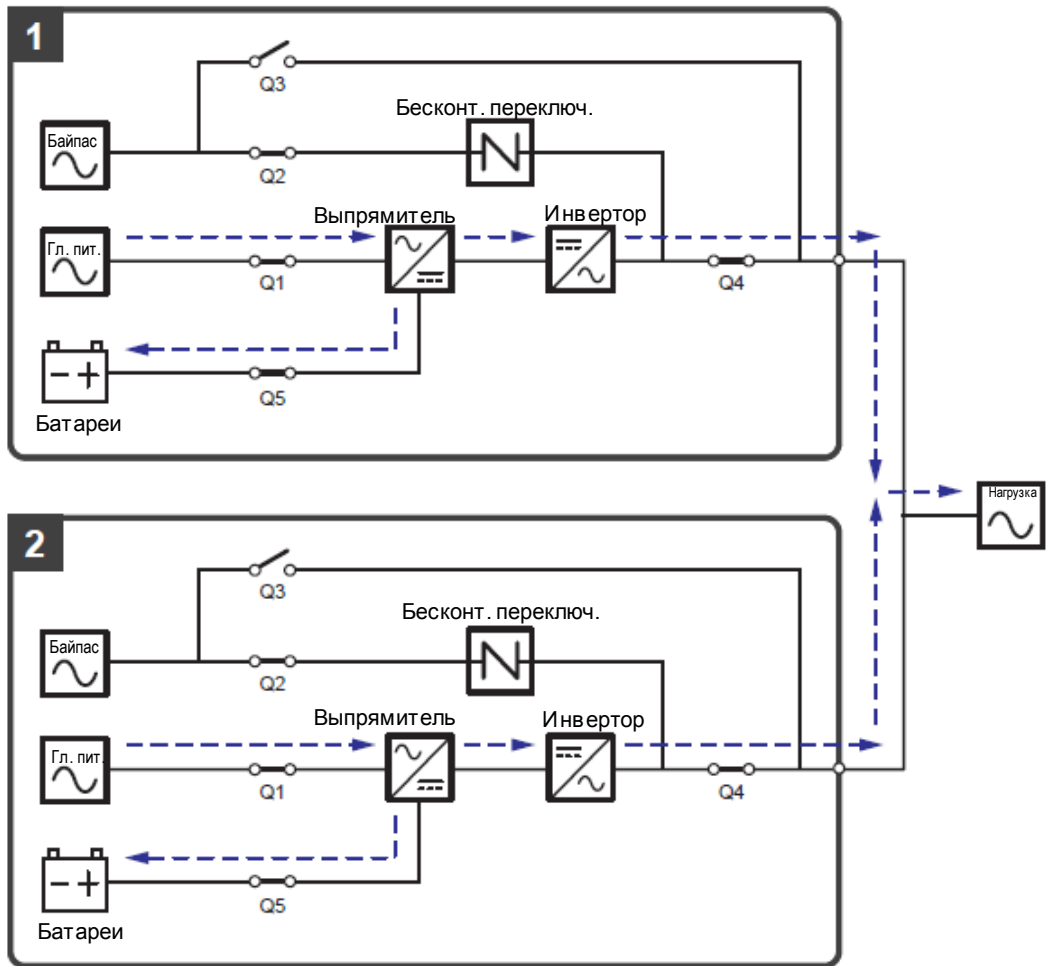 1
Q3
Бесконт. переключ.
Байпас
Q2
Выпрямитель
Инвертор
Гл. пит.
Q1
Q4
Q5
Батареи
Нагрузка
2
Q3
Бесконт. переключ.
Байпас
Q2
Выпрямитель
Инвертор
Гл. пит.
Q1
Q4
Q5
Батареи